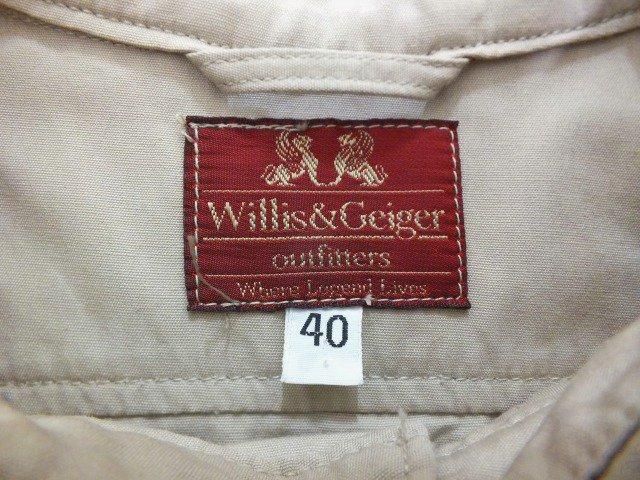 Willis&Geiger
outfitters
Where Legend Lives
40